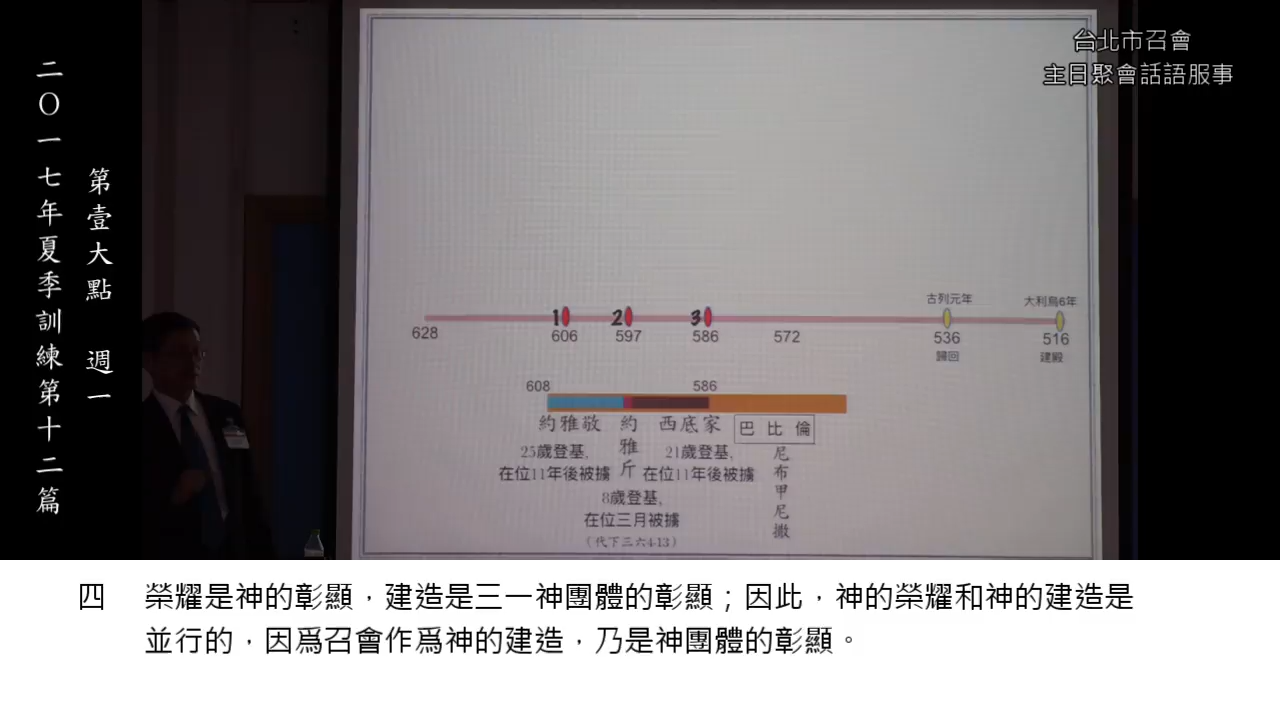 台北市召會
主日聚會話語服事
二〇一七年夏季訓練第十二篇
第壹大點 週一
古列元年
大利烏6年
1
2
3
628
606
597
586
572
536
516
歸回
建殿
608
586
約雅敬
約雅斤
西底家
巴比倫
25歲登基,
在位11年後被擄
21歲登基,
在位11年後被擄
尼布甲尼撒
8歲登基,
在位三月被擄
(代下三六4-13)
四 榮耀是神的彰顯，建造是三一神團體的彰顯；因此，神的榮耀和神的建造是
並行的，因爲召會作爲神的建造，乃是神團體的彰顯。